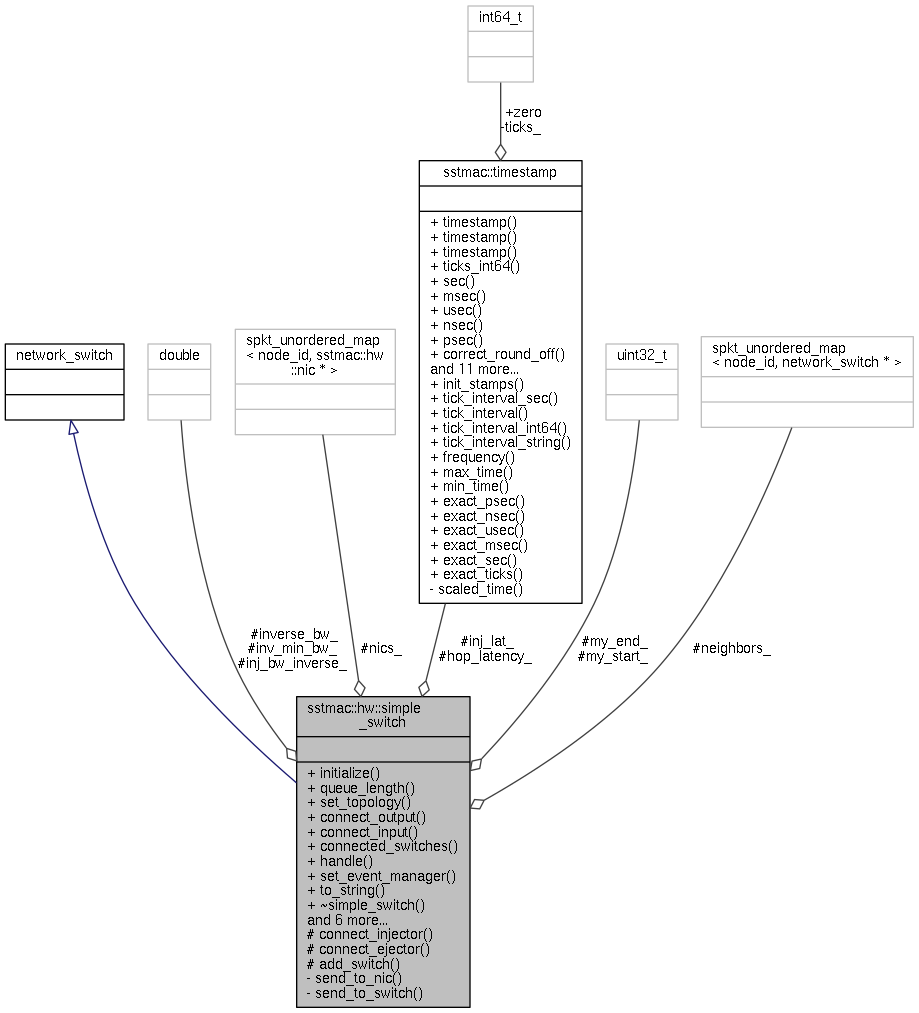 int64_t
+zero
-ticks_
sstmac::timestamp
+ timestamp()
+ timestamp()
+ timestamp()
+ ticks_int64()
+ sec()
+ msec()
+ usec()
+ nsec()
+ psec()
+ correct_round_off()
and 11 more...
+ init_stamps()
+ tick_interval_sec()
+ tick_interval()
+ tick_interval_int64()
+ tick_interval_string()
+ frequency()
+ max_time()
+ min_time()
+ exact_psec()
+ exact_nsec()
+ exact_usec()
+ exact_msec()
+ exact_sec()
+ exact_ticks()
- scaled_time()
network_switch
double
spkt_unordered_map
< node_id, sstmac::hw
::nic * >
uint32_t
spkt_unordered_map
< node_id, network_switch * >
#inverse_bw_
#inv_min_bw_
#inj_bw_inverse_
#nics_
#inj_lat_
#hop_latency_
#my_end_
#my_start_
#neighbors_
sstmac::hw::simple
_switch
+ initialize()
+ queue_length()
+ set_topology()
+ connect_output()
+ connect_input()
+ connected_switches()
+ handle()
+ set_event_manager()
+ to_string()
+ ~simple_switch()
and 6 more...
# connect_injector()
# connect_ejector()
# add_switch()
- send_to_nic()
- send_to_switch()